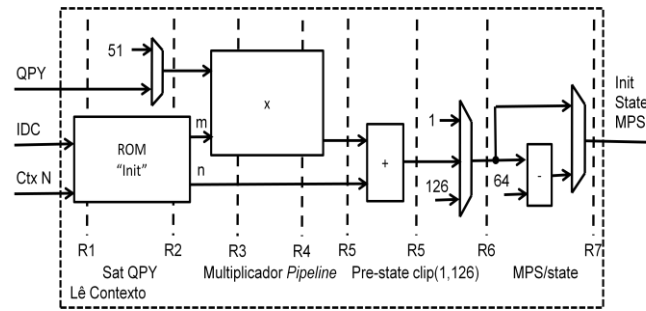 51
QPY
IDC
Ctx N
ROM
"Init"
m
n
x
+
1
126
64
-
Init
State
MPS
R1
R2
R3
R4
R5
R5
R6
R7
Sat QPY
Multiplicador Pipeline
Pre-state clip(1,126)
MPS/state
Lê Contexto